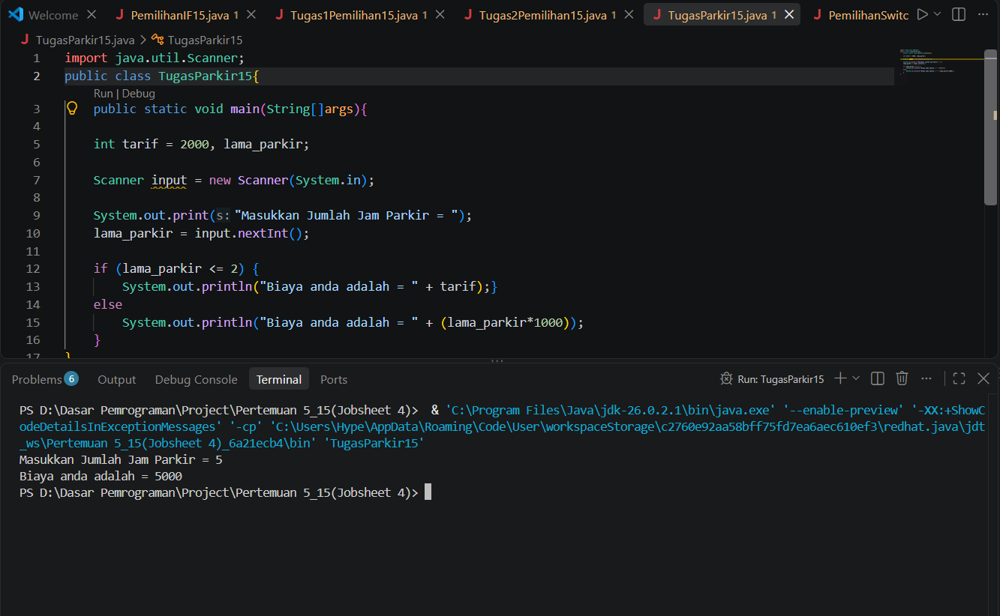 Welcome PemilihanIF15.java 1 Tugas1Pemilihan15.java 1 Tugas2Pemilihan15.java 1 TugasParkir15.java 1 PemilihanSwitc
TugasParkir15.java > TugasParkir15
1 import java.util.Scanner;
2 public class TugasParkir15{
Run | Debug
3 public static void main(String[]args){
4
5 int tarif = 2000, lama_parkir;
6
7 Scanner input = new Scanner(System.in);
8
9 System.out.print(s: "Masukkan Jumlah Jam Parkir = ");
10 lama_parkir = input.nextInt();
11
12 if (lama_parkir <= 2) {
13 System.out.println("Biaya anda adalah = " + tarif);}
14 else
15 System.out.println("Biaya anda adalah = " + (lama_parkir*1000));
16 }
17 }
Problems 6 Output Debug Console Terminal Ports Run: TugasParkir15
PS D:\Dasar Pemrograman\Project\Pertemuan 5_15(Jobsheet 4)> & 'C:\Program Files\Java\jdk-26.0.2.1\bin\java.exe' '--enable-preview' '-XX:+ShowC
odeDetailsInExceptionMessages' '-cp' 'C:\Users\Hype\AppData\Roaming\Code\User\workspaceStorage\c2760e92aa58bff75fd7ea6aec610ef3\redhat.java\jdt
_ws\Pertemuan 5_15(Jobsheet 4)_6a21ecb4\bin' 'TugasParkir15'
Masukkan Jumlah Jam Parkir = 5
Biaya anda adalah = 5000
PS D:\Dasar Pemrograman\Project\Pertemuan 5_15(Jobsheet 4)>